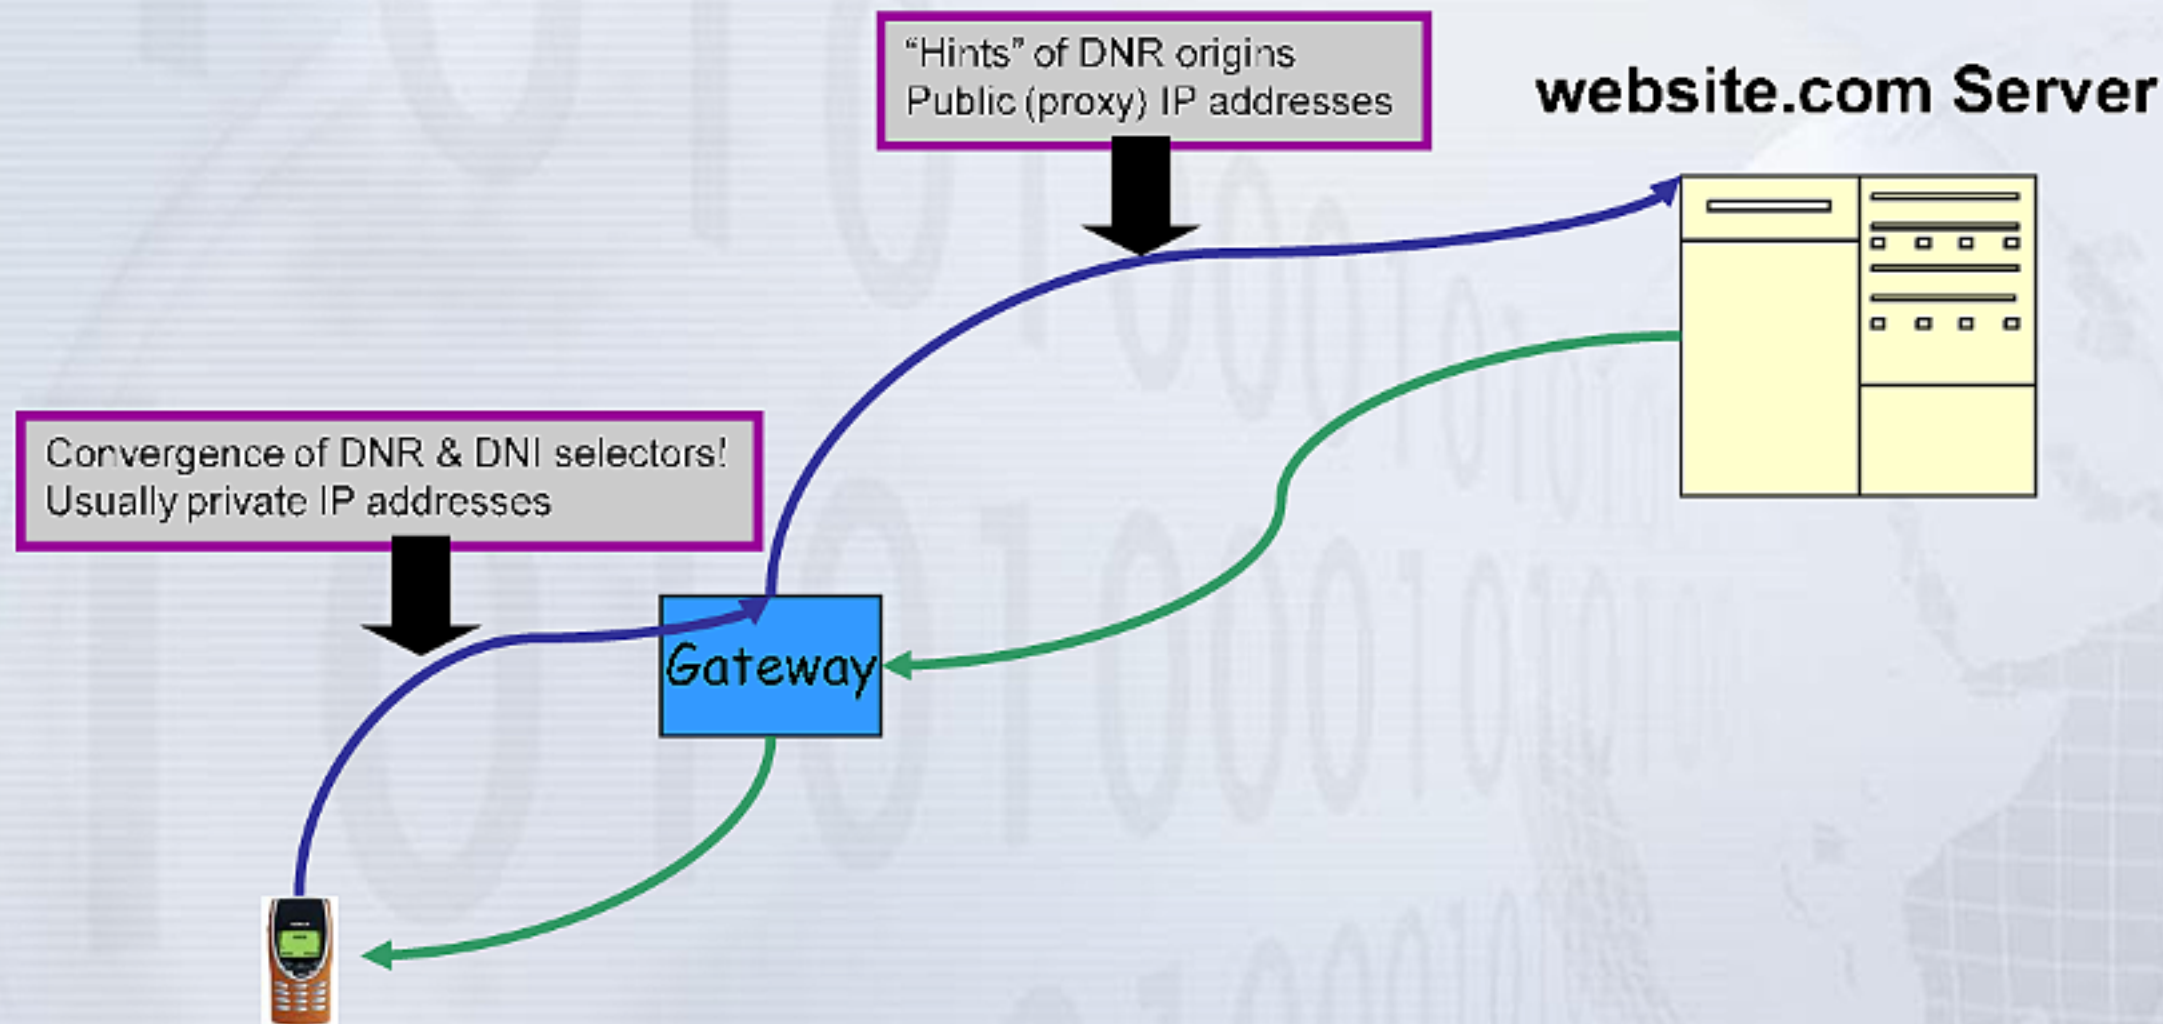 “Hints” of DNR origins
Public (proxy) IP addresses
website.com Server
Convergence of DNR & DNI selectors!
Usually private IP addresses
Gateway